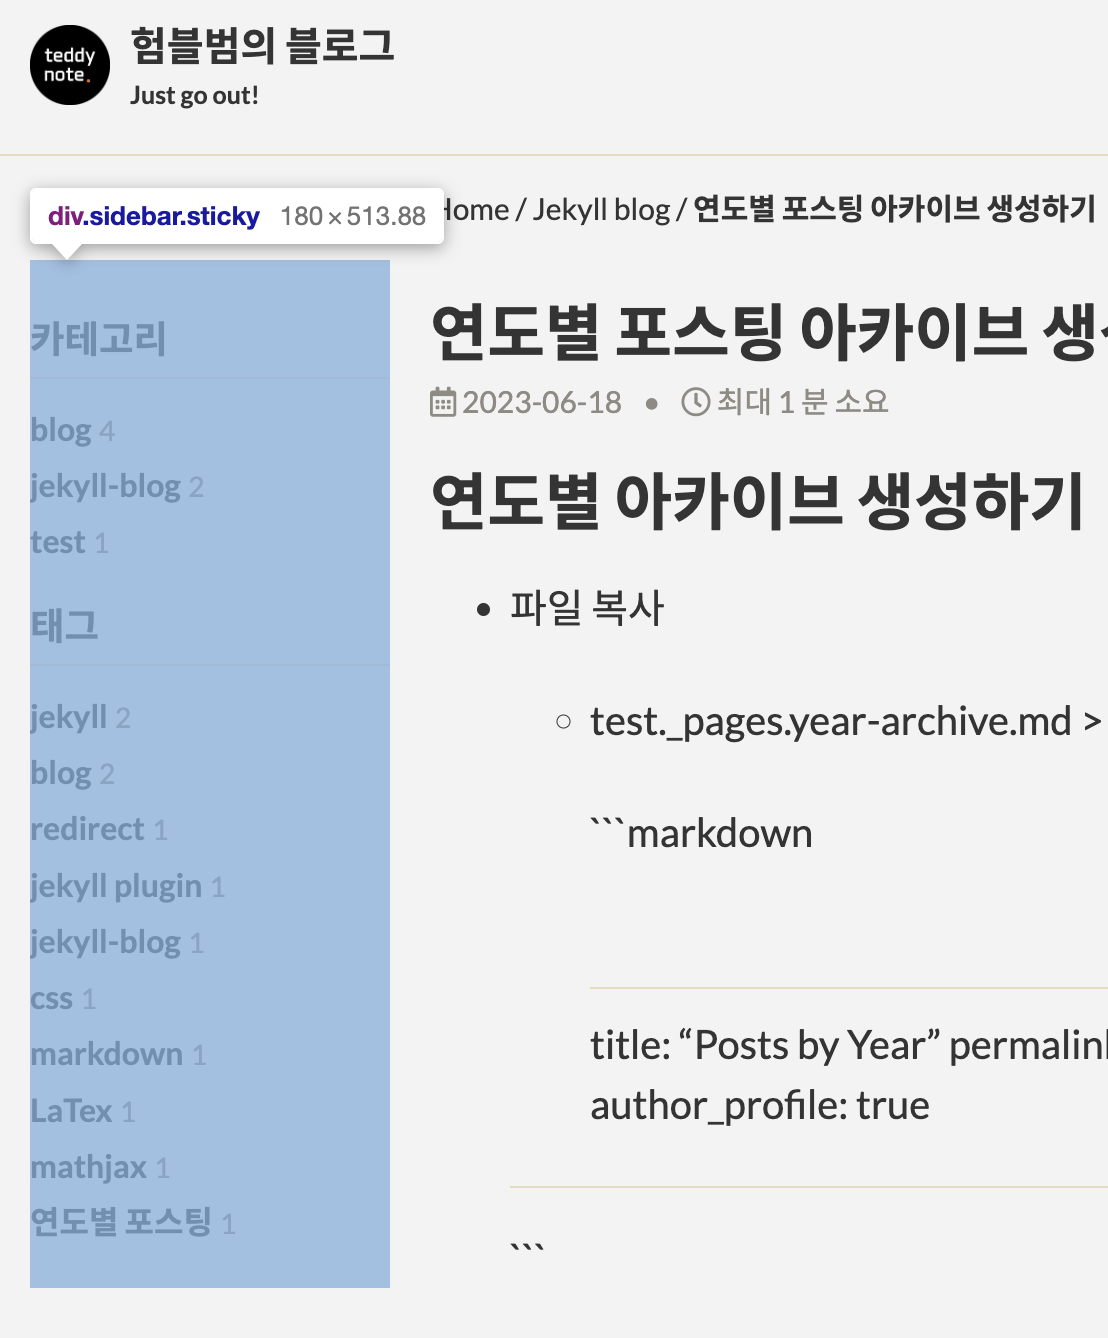 teddy
note.
험블범의 블로그
Just go out!
div.sidebar.sticky 180 × 513.88
Home / Jekyll blog / 연도별 포스팅 아카이브 생성하기
카테고리
blog 4
jekyll-blog 2
test 1
태그
jekyll 2
blog 2
redirect 1
jekyll plugin 1
jekyll-blog 1
css 1
markdown 1
LaTex 1
mathjax 1
연도별 포스팅 1
연도별 포스팅 아카이브 생
2023-06-18 • 최대 1 분 소요
연도별 아카이브 생성하기
• 파일 복사
○ test._pages.year-archive.md >
```markdown
title: “Posts by Year” permalin
author_profile: true
```